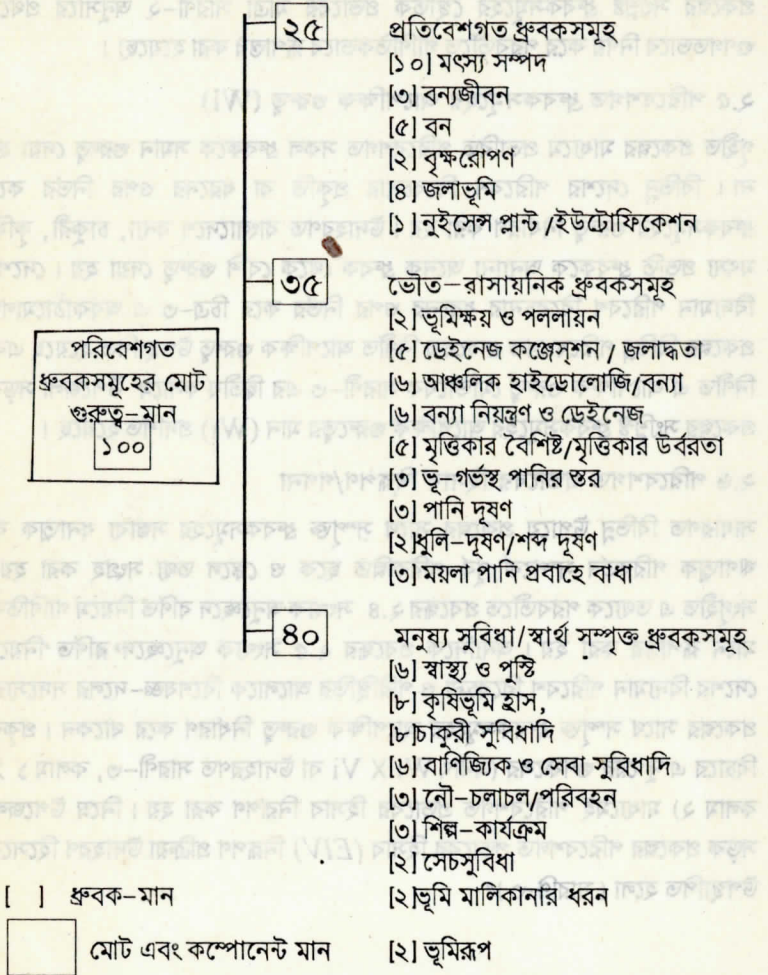 ২৫ প্রতিবেশগত ধ্রুবকসমূহ
[১০] মৎস্য সম্পদ
[৩] বন্যজীবন
[৫] বন
[২] বৃক্ষরোপণ
[৪] জলাভূমি
[১] নুইসেন্স প্লান্ট/ইউট্রোফিকেশন
৩৫ ভৌত-রাসায়নিক ধ্রুবকসমূহ
[২] ভূমিক্ষয় ও পললায়ন
[৫] ড্রেইনেজ কঞ্জেস্শন / জলাদ্ধতা
[৬] আঞ্চলিক হাইড্রোলোজি/বন্যা
[৬] বন্যা নিয়ন্ত্রণ ও ড্রেইনেজ
[৫] মৃত্তিকার বৈশিষ্ট/মৃত্তিকার উর্বরতা
[৩] ভূ-গর্ভস্থ পানির স্তর
[৩] পানি দূষণ
[২]ধুলি-দূষণ/শব্দ দূষণ
[৩] ময়লা পানি প্রবাহে বাধা
পরিবেশগত
ধ্রুবকসমূহের মোট
গুরুত্ব-মান
১০০
৪০ মনুষ্য সুবিধা/স্বার্থ সম্পক্ত ধ্রুবকসমূহ
[৬] স্বাস্থ্য ও পুষ্টি
[৮] কৃষিভূমি হ্রাস,
[৮]চাকুরী সুবিধাদি
[৬] বাণিজ্যিক ও সেবা সুবিধাদি
[৩] নৌ-চলাচল/পরিবহন
[৩] শিল্প-কার্যক্রম
[২] সেচসুবিধা
[২]ভূমি মালিকানার ধরন
[২] ভূমিরূপ
[ ] ধ্রুবক-মান
মোট এবং কম্পোনেন্ট মান